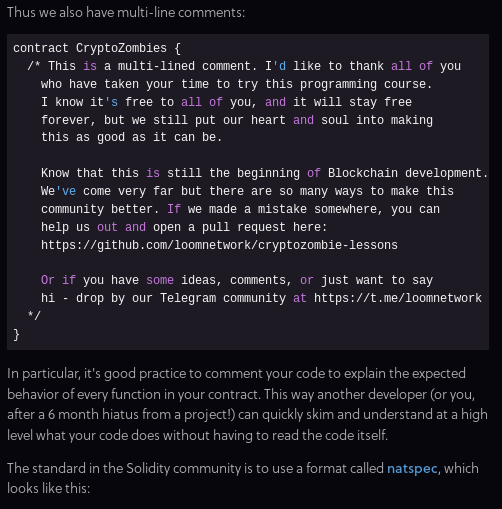 Thus we also have multi-line comments:
contract CryptoZombies {
/* This is a multi-lined comment. I'd like to thank all of you
who have taken your time to try this programming course.
I know it's free to all of you, and it will stay free
forever, but we still put our heart and soul into making
this as good as it can be.
Know that this is still the beginning of Blockchain development.
We've come very far but there are so many ways to make this
community better. If we made a mistake somewhere, you can
help us out and open a pull request here:
https://github.com/loomnetwork/cryptozombie-lessons
Or if you have some ideas, comments, or just want to say
hi - drop by our Telegram community at https://t.me/loomnetwork
*/
}
In particular, it's good practice to comment your code to explain the expected
behavior of every function in your contract. This way another developer (or you,
after a 6 month hiatus from a project!) can quickly skim and understand at a high
level what your code does without having to read the code itself.
The standard in the Solidity community is to use a format called natspec, which
looks like this: